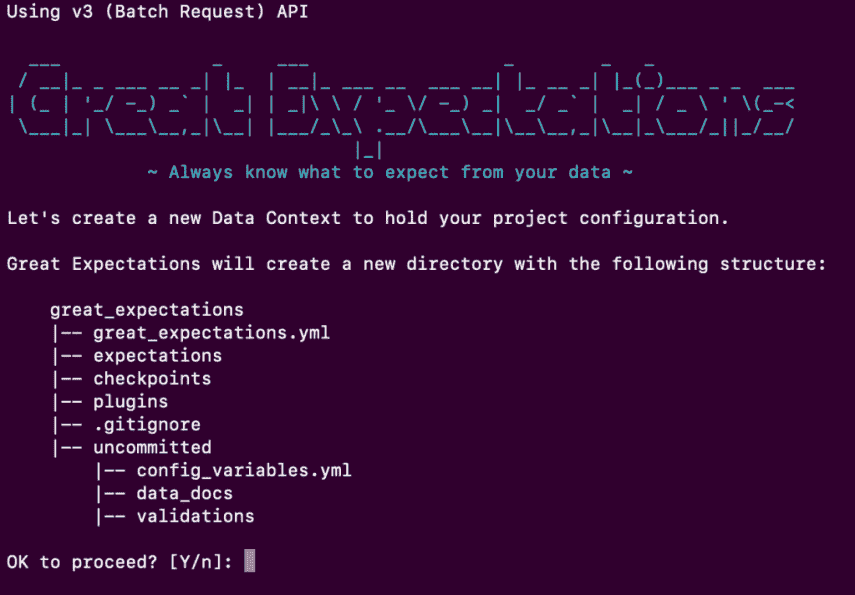 Using v3 (Batch Request) API
Great Expectations
~ Always know what to expect from your data ~
Let's create a new Data Context to hold your project configuration.
Great Expectations will create a new directory with the following structure:
great_expectations
|-- great_expectations.yml
|-- expectations
|-- checkpoints
|-- plugins
|-- .gitignore
|-- uncommitted
|-- config_variables.yml
|-- data_docs
|-- validations
OK to proceed? [Y/n]: